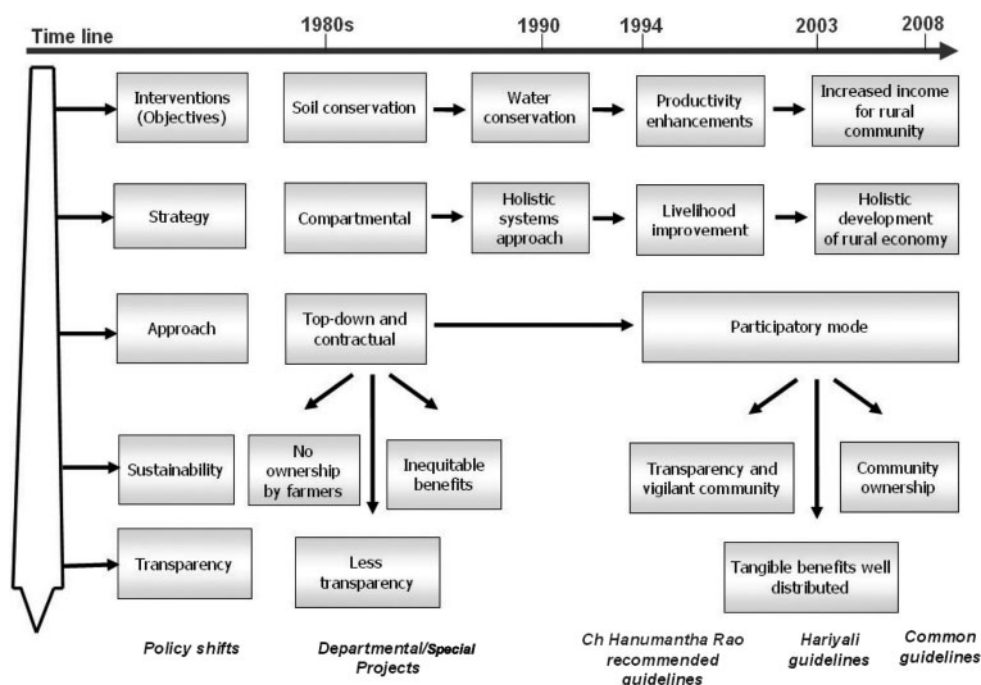 Time line
1980s
1990
1994
2003
2008
Interventions
(Objectives)
Soil conservation
Water
conservation
Productivity
enhancements
Increased income
for rural
community
Strategy
Compartmental
Holistic
systems
approach
Livelihood
improvement
Holistic
development
of rural economy
Approach
Top-down and
contractual
Participatory mode
Sustainability
No
ownership
by farmers
Inequitable
benefits
Transparency and
vigilant community
Community
ownership
Transparency
Less
transparency
Tangible benefits well
distributed
Policy shifts
Departmental/Special
Projects
Ch Hanumantha Rao
recommended
guidelines
Hariyali
guidelines
Common
guidelines